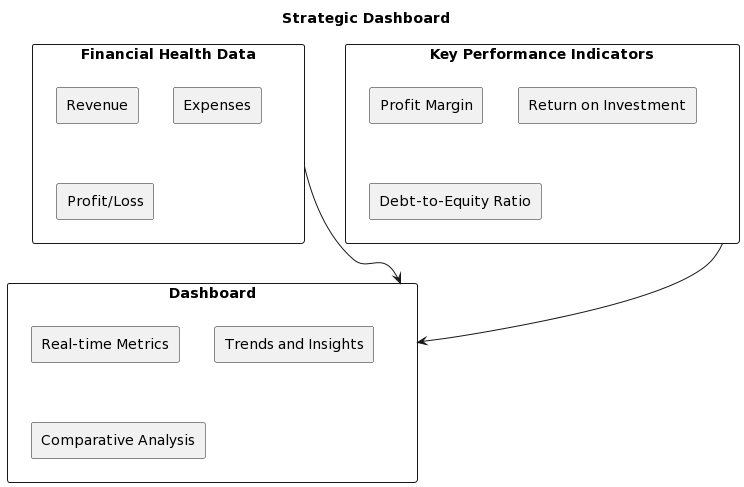 Strategic Dashboard
Financial Health Data
Revenue
Expenses
Profit/Loss
Key Performance Indicators
Profit Margin
Return on Investment
Debt-to-Equity Ratio
Dashboard
Real-time Metrics
Trends and Insights
Comparative Analysis